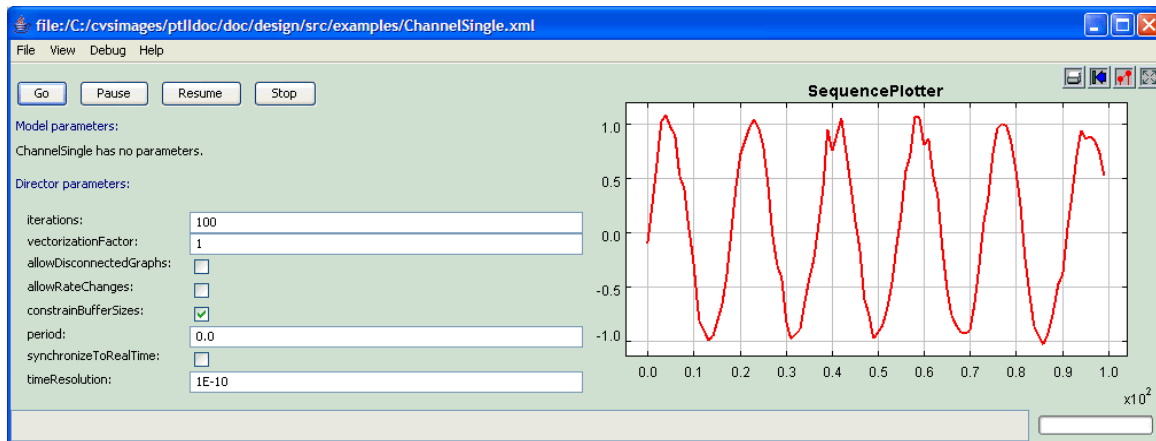 file:/C:/cvsimages/ptIIdoc/doc/design/src/examples/ChannelSingle.xml
File View Debug Help
Go Pause Resume Stop
Model parameters:
ChannelSingle has no parameters.
Director parameters:
iterations: 100
vectorizationFactor: 1
allowDisconnectedGraphs:
allowRateChanges:
constrainBufferSizes:
period: 0.0
synchronizeToRealTime:
timeResolution: 1E-10
SequencePlotter
1.0
0.5
0.0
-0.5
-1.0
0.0 0.1 0.2 0.3 0.4 0.5 0.6 0.7 0.8 0.9 1.0
x10²